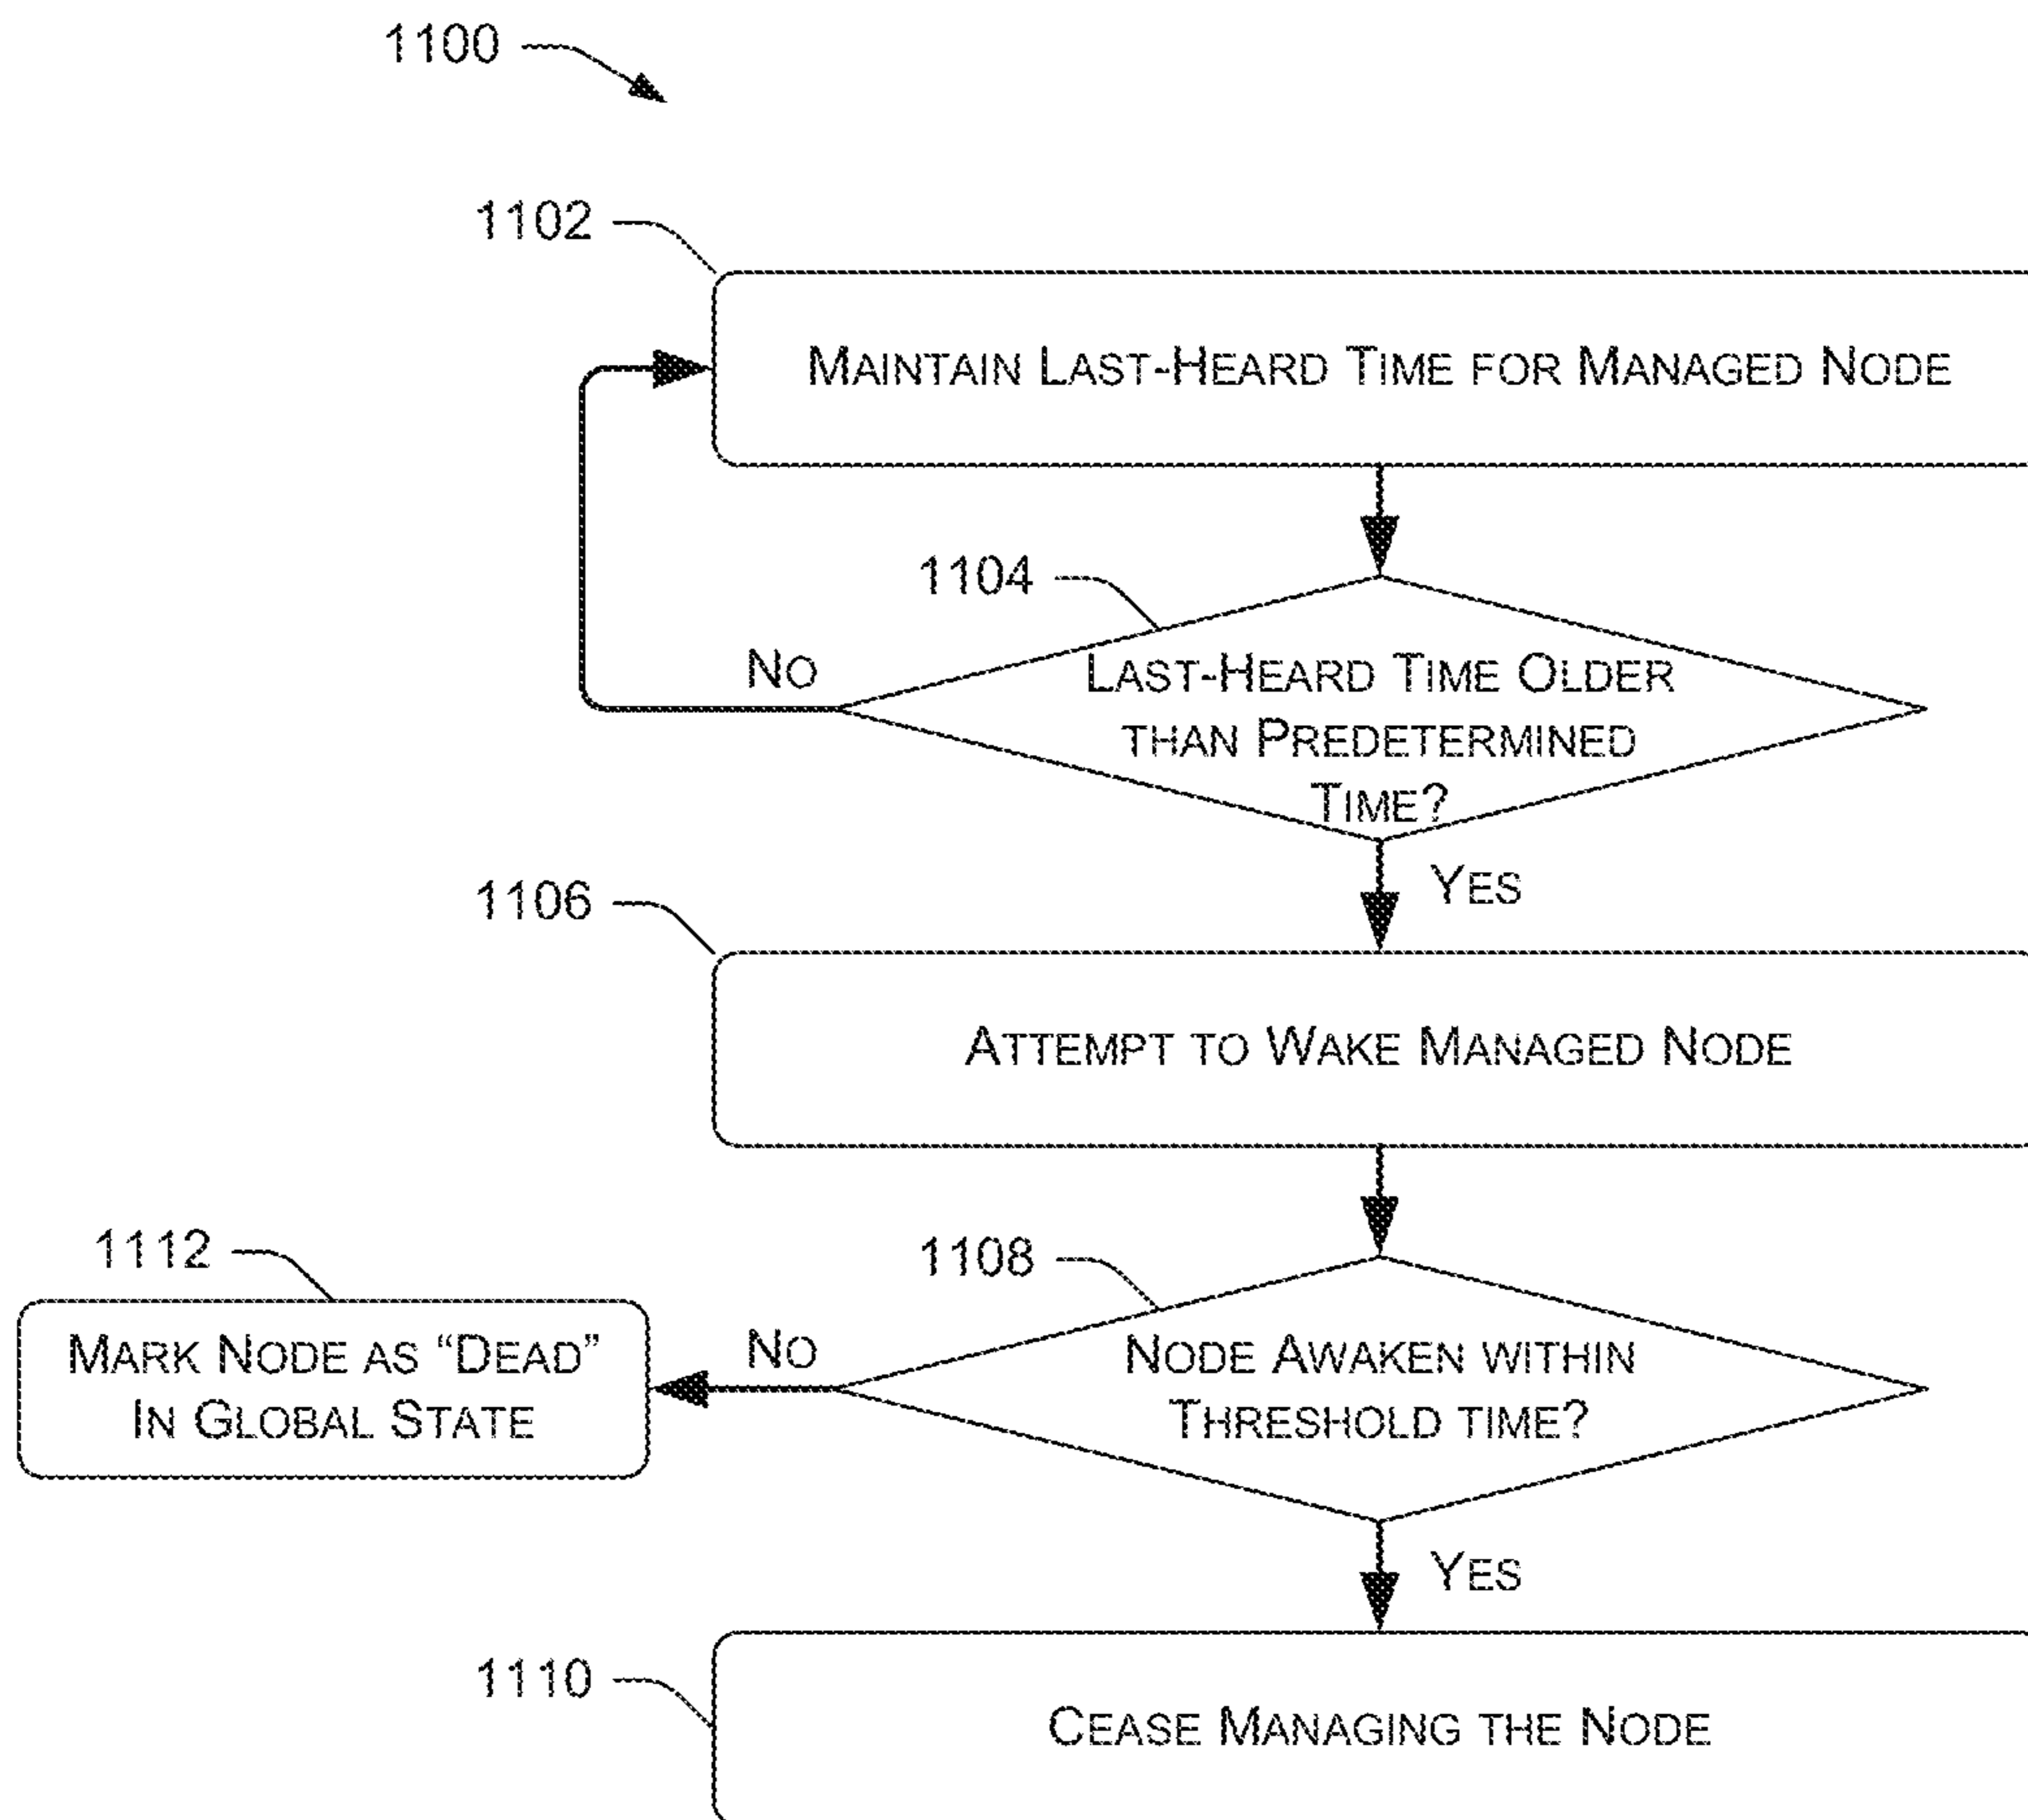 1100
1102
MAINTAIN LAST-HEARD TIME FOR MANAGED NODE
1104
NO
LAST-HEARD TIME OLDER
THAN PREDETERMINED
TIME?
YES
1106
ATTEMPT TO WAKE MANAGED NODE
1112
1108
MARK NODE AS “DEAD”
IN GLOBAL STATE
NO
NODE AWAKEN WITHIN
THRESHOLD TIME?
YES
1110
CEASE MANAGING THE NODE